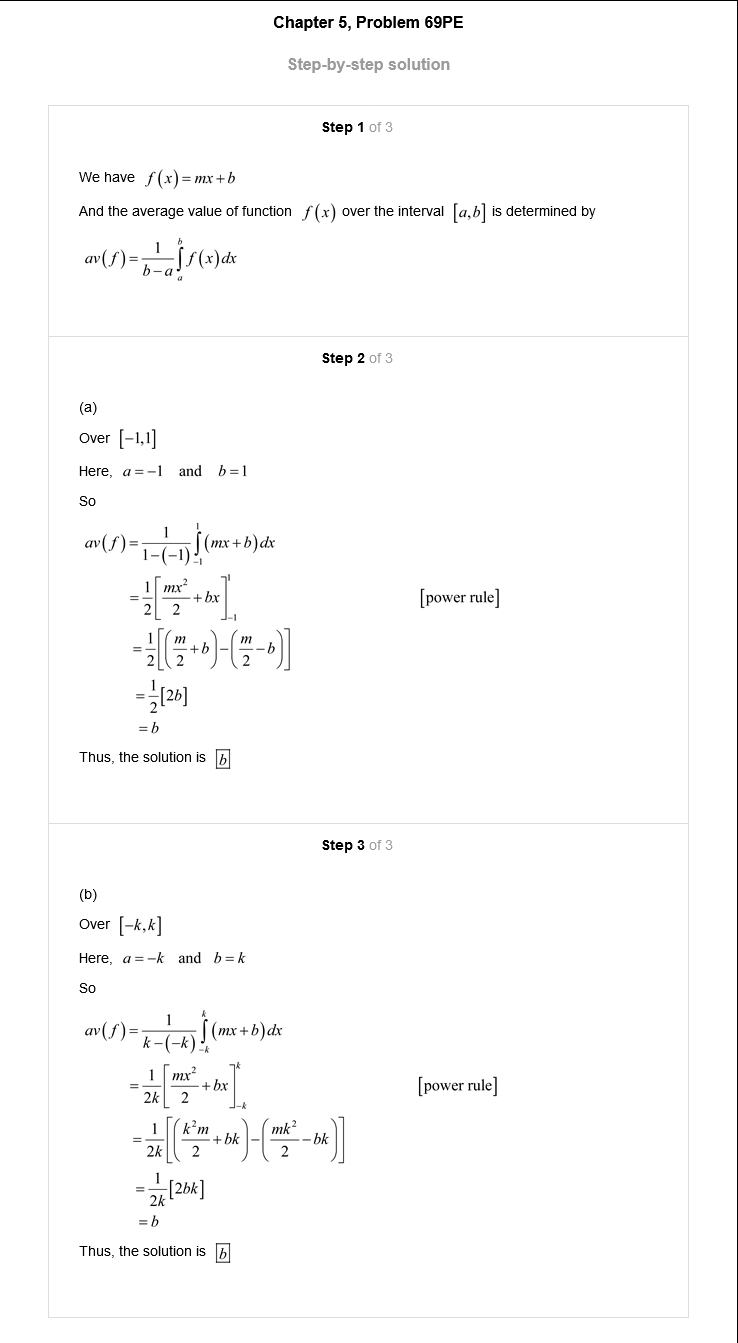 Chapter 5, Problem 69PE
Step-by-step solution
Step 1 of 3
We have f(x)=mx+b
And the average value of function f(x) over the interval [a,b] is determined by
av(f)=\frac{1}{b-a}\int_{a}^{b}f(x)dx
Step 2 of 3
(a)
Over [-1,1]
Here, a=-1 and b=1
So
av(f)=\frac{1}{1-(-1)}\int_{-1}^{1}(mx+b)dx
=\frac{1}{2}\left[\frac{mx^2}{2}+bx\right]_{-1}^{1} [power rule]
=\frac{1}{2}\left[\left(\frac{m}{2}+b\right)-\left(\frac{m}{2}-b\right)\right]
=\frac{1}{2}[2b]
=b
Thus, the solution is b
Step 3 of 3
(b)
Over [-k,k]
Here, a=-k and b=k
So
av(f)=\frac{1}{k-(-k)}\int_{-k}^{k}(mx+b)dx
=\frac{1}{2k}\left[\frac{mx^2}{2}+bx\right]_{-k}^{k} [power rule]
=\frac{1}{2k}\left[\left(\frac{k^2m}{2}+bk\right)-\left(\frac{mk^2}{2}-bk\right)\right]
=\frac{1}{2k}[2bk]
=b
Thus, the solution is b